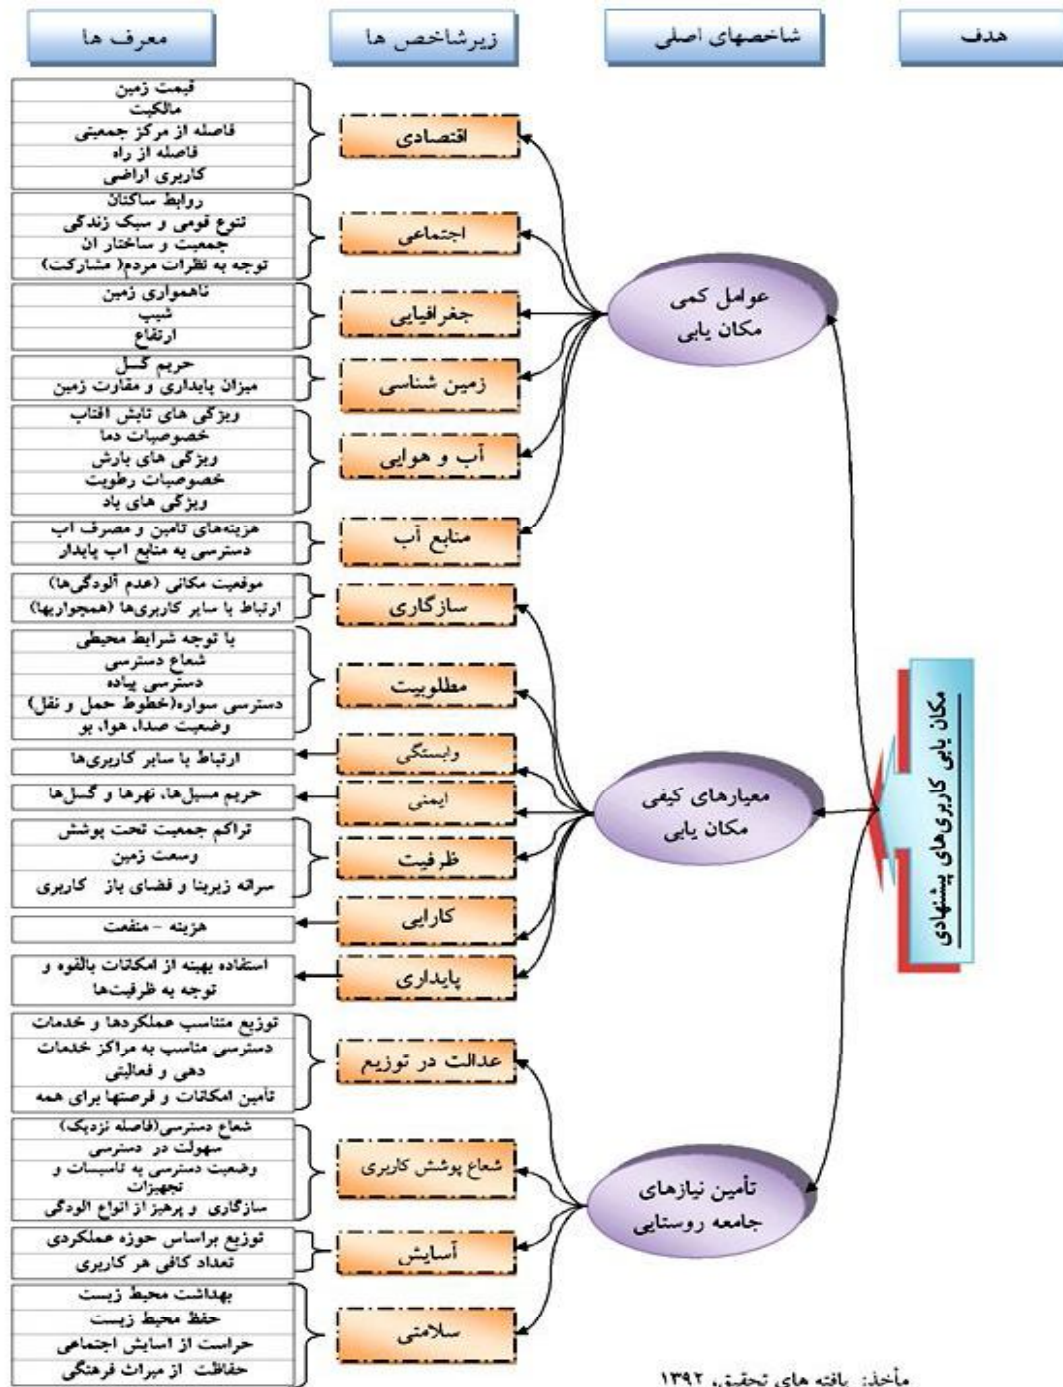 هدف
شاخصهای اصلی
زیرشاخص ها
معرف ها
مکان یابی کاربری‌های پیشنهادی
عوامل کمی
مکان یابی
اقتصادی
قیمت زمین
مالکیت
فاصله از مرکز جمعیتی
فاصله از راه
کاربری اراضی
اجتماعی
روابط ساکنان
تنوع قومی و سبک زندگی
جمعیت و ساختار ان
توجه به نظرات مردم( مشارکت)
جغرافیایی
ناهمواری زمین
شیب
ارتفاع
زمین شناسی
حریم گسل
میزان پایداری و مقاوت زمین
آب و هوایی
ویژگی های تابش افتاب
خصوصیات دما
ویژگی های بارش
خصوصیات رطوبت
ویژگی های باد
منابع آب
هزینه‌های تامین و مصرف اب
دسترسی به منابع اب پایدار
معیارهای کیفی
مکان یابی
سازگاری
موقعیت مکانی (عدم آلودگی‌ها)
ارتباط با سایر کاربری‌ها (همجواریها)
مطلوبیت
با توجه شرایط محیطی
شعاع دسترسی
دسترسی پیاده
دسترسی سواره(خطوط حمل و نقل)
وضعیت صدا، هوا، بو
وابستگی
ارتباط با سایر کاربری‌ها
ایمنی
حریم مسیل‌ها، نهرها و گسل‌ها
ظرفیت
تراکم جمعیت تحت پوشش
وسعت زمین
سرانه زیربنا و فضای باز کاربری
کارایی
هزینه - منفعت
پایداری
استفاده بهینه از امکانات بالقوه و
توجه به ظرفیت‌ها
تأمین نیازهای
جامعه روستایی
عدالت در توزیع
توزیع متناسب عملکردها و خدمات
دسترسی مناسب به مراکز خدمات
دهی و فعالیتی
تأمین امکانات و فرصتها برای همه
شعاع پوشش کاربری
شعاع دسترسی(فاصله نزدیک)
سهولت در دسترسی
وضعیت دسترسی به تاسیسات و
تجهیزات
سازگاری و پرهیز از انواع الودگی
آسایش
توزیع براساس حوزه عملکردی
تعداد کافی هر کاربری
سلامتی
بهداشت محیط زیست
حفظ محیط زیست
حراست از اسایش اجتماعی
حفاظت از میراث فرهنگی
مأخذ: یافته های تحقیق، ۱۳۹۲